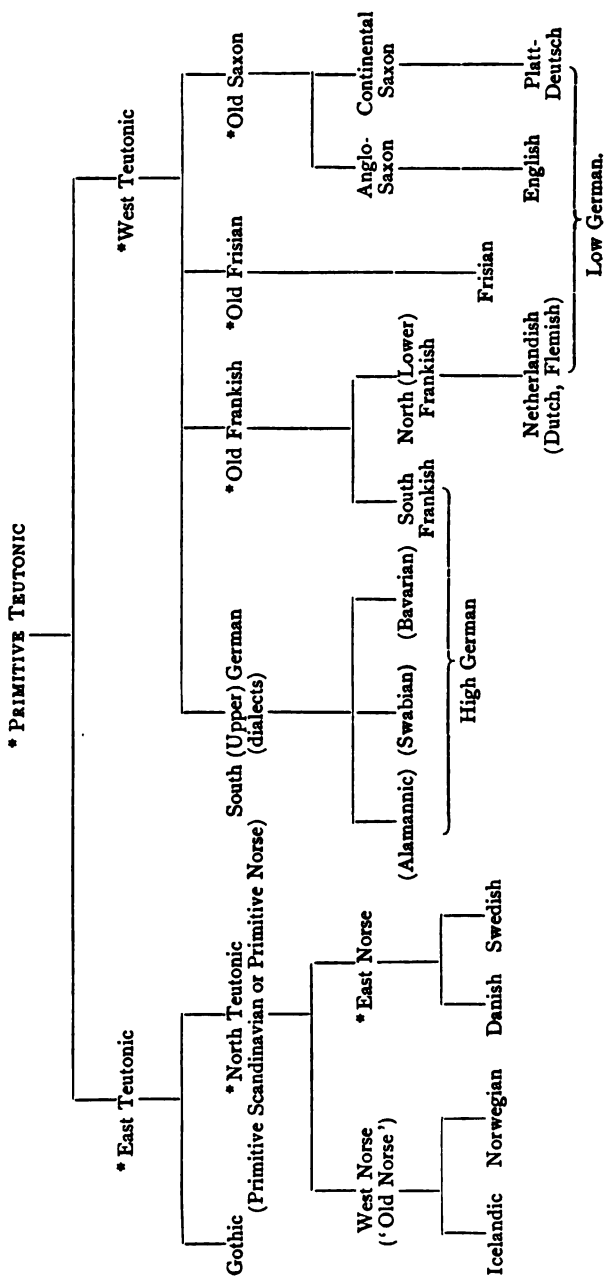 * PRIMITIVE TEUTONIC
* East Teutonic
*West Teutonic
Gothic
*North Teutonic
(Primitive Scandinavian or Primitive Norse)
South (Upper) German
(dialects)
*Old Frankish
*Old Frisian
*Old Saxon
West Norse
('Old Norse')
*East Norse
(Alamannic)
(Swabian)
(Bavarian)
South
Frankish
North (Lower)
Frankish
Anglo-
Saxon
Continental
Saxon
Icelandic
Norwegian
Danish
Swedish
High German
Frisian
Netherlandish
(Dutch, Flemish)
English
Platt-
Deutsch
Low German.